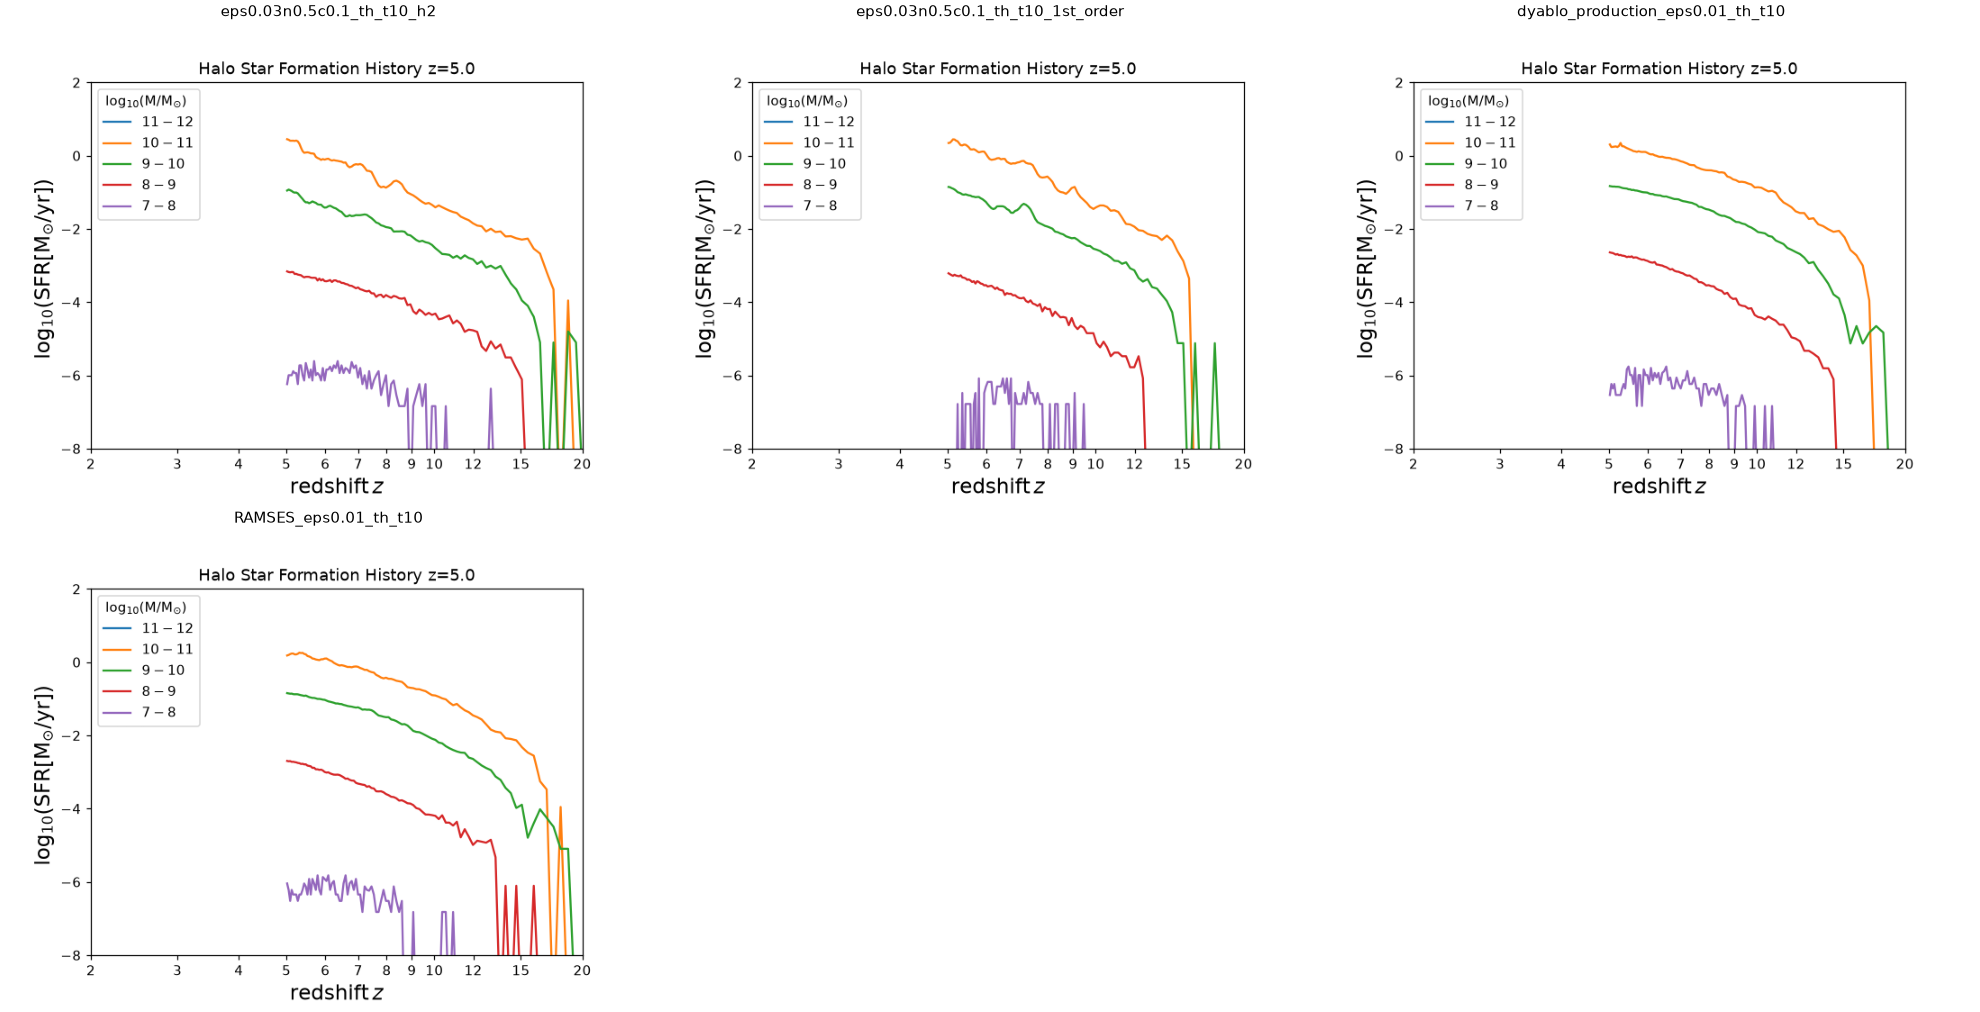 eps0.03n0.5c0.1_th_t10_h2
eps0.03n0.5c0.1_th_t10_1st_order
dyablo_production_eps0.01_th_t10
Halo Star Formation History z=5.0
2
0
−2
−4
−6
−8
log₁₀(SFR[M⊙/yr])
log₁₀(M/M⊙)
11 − 12
10 − 11
9 − 10
8 − 9
7 − 8
2 3 4 5 6 7 8 9 10 12 15 20
redshift z
Halo Star Formation History z=5.0
2
0
−2
−4
−6
−8
log₁₀(SFR[M⊙/yr])
log₁₀(M/M⊙)
11 − 12
10 − 11
9 − 10
8 − 9
7 − 8
2 3 4 5 6 7 8 9 10 12 15 20
redshift z
Halo Star Formation History z=5.0
2
0
−2
−4
−6
−8
log₁₀(SFR[M⊙/yr])
log₁₀(M/M⊙)
11 − 12
10 − 11
9 − 10
8 − 9
7 − 8
2 3 4 5 6 7 8 9 10 12 15 20
redshift z
RAMSES_eps0.01_th_t10
Halo Star Formation History z=5.0
2
0
−2
−4
−6
−8
log₁₀(SFR[M⊙/yr])
log₁₀(M/M⊙)
11 − 12
10 − 11
9 − 10
8 − 9
7 − 8
2 3 4 5 6 7 8 9 10 12 15 20
redshift z